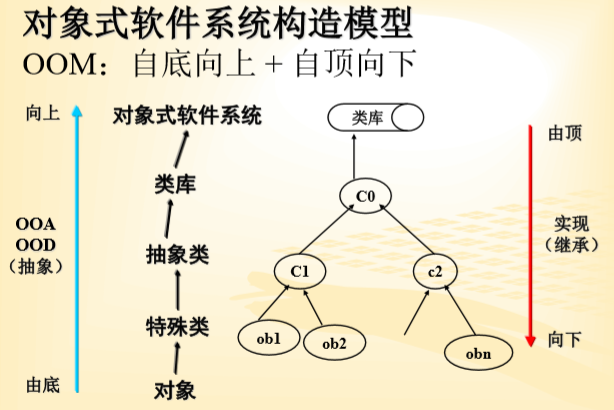 对象式软件系统构造模型
OOM：自底向上 + 自顶向下
向上
对象式软件系统
类库
抽象类
特殊类
对象
OOA
OOD
（抽象）
由底
类库
C0
C1
c2
ob1
ob2
obn
由顶
实现
（继承）
向下